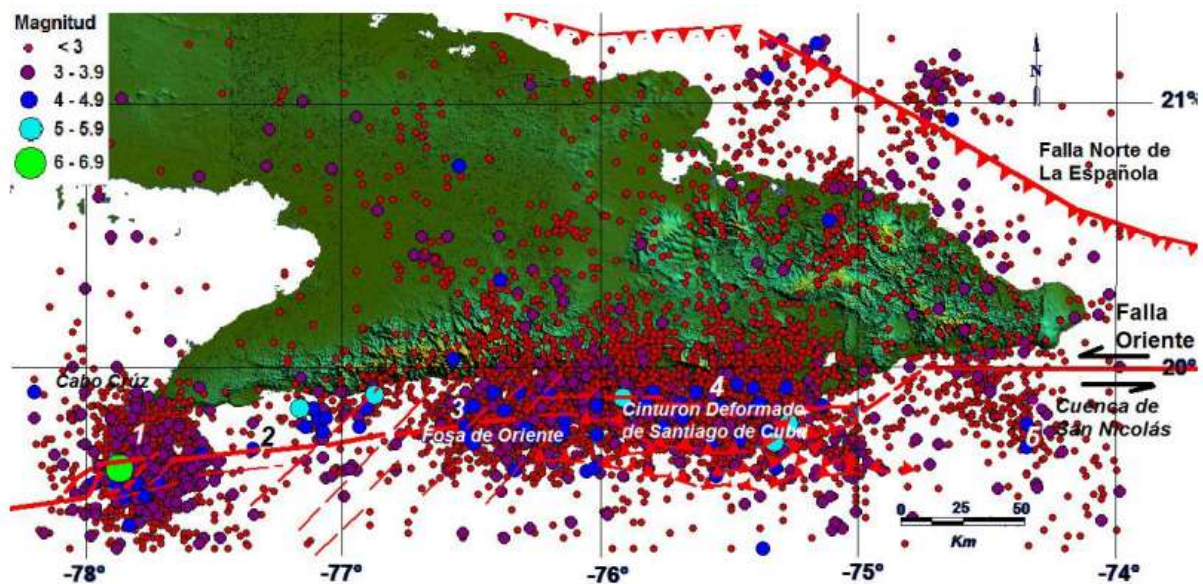 Magnitud
< 3
3 - 3.9
4 - 4.9
5 - 5.9
6 - 6.9
N
21°
Falla Norte de
La Española
Falla
Oriente
20°
Cabo Crúz
1
2
3
4
Fosa de Oriente
Cinturon Deformado
de Santiago de Cuba
Cuenca de
San Nicolás
6
0 25 50
Km
-78° -77° -76° -75° -74°